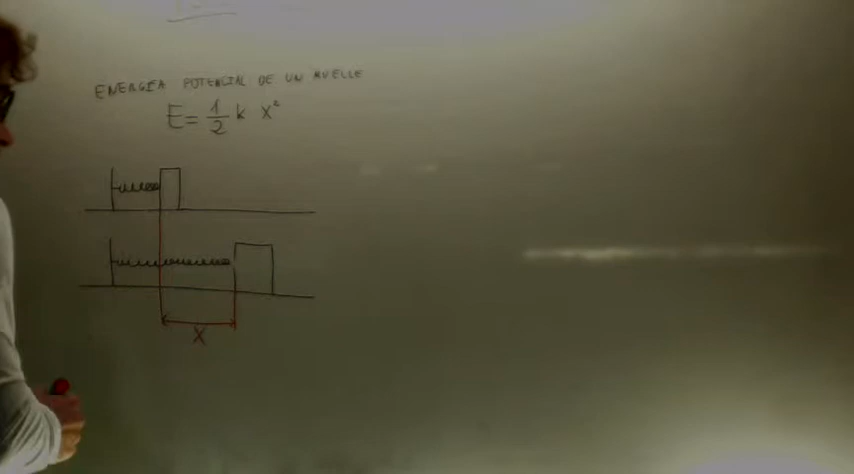 ENERGIA POTENCIAL DE UN MUELLE
E = 1/2 k x²
X